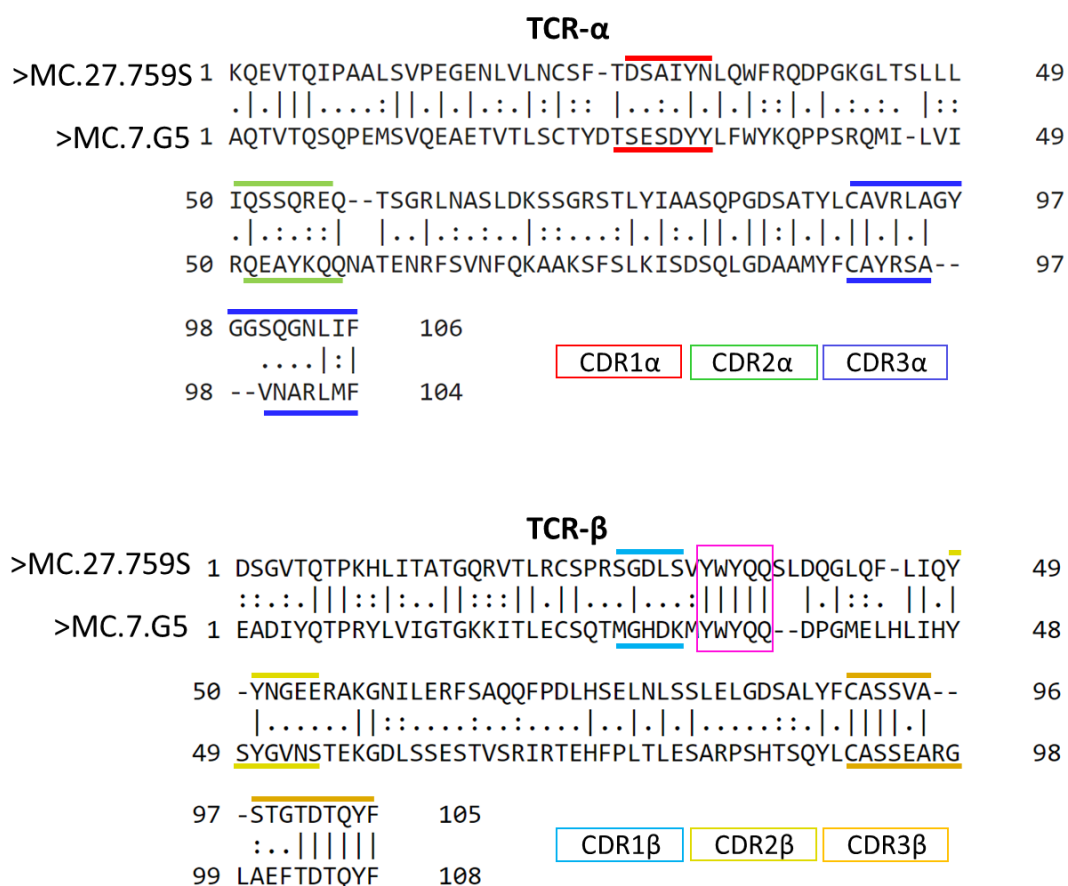 TCR-α
>MC.27.759S 1 KQEVTQIPAALSVPEGENLVLNCSF-TDSAIYNLQWFRQDPGKGLTSLLL 49
.|.|||....:||.|.|.:.|:|:: |..:.|.|.|::|.|.:.:. |::
>MC.7.G5 1 AQTVTQSQPEMSVQEAETVTLSCTYDTSESDYYLFWYKQPPSRQMI-LVI 49
50 IQSSQREQ--TSGRLNASLDKSSGRSTLYIAASQPGDSATYLCAVRLAGY 97
.|.:.::| |..|.:.:..:|:...:|.|:.||.||:|.||.|.|
50 RQEAYKQQNATENRFSVNFQKAAKSFSLKISDSQLGDAAMYFCAYRSA-- 97
98 GGSQGNLIF 106
....|:|
98 --VNARLMF 104
CDR1α CDR2α CDR3α
TCR-β
>MC.27.759S 1 DSGVTQTPKHLITATGQRVTLRCSPRSGDLSVYWYQQSLDQGLQF-LIQY 49
::.:.|||::|:..||:::||.||...|...:||||| |.|::. ||.|
>MC.7.G5 1 EADIYQTPRYLVIGTGKKITLECSQTMGHDKMYWYQQ--DPGMELHLIHY 48
50 -YNGEERAKGNILERFSAQQFPDLHSELNLSSLELGDSALYFCASSVA-- 96
|......||::....:..:....|..|.|.....::.|.||||.|
49 SYGVNSTEKGDLSSESTVSRIRTEHFPLTLESARPSHTSQYLCASSEARG 98
97 -STGTDTQYF 105
:..||||||
99 LAEFTDTQYF 108
CDR1β CDR2β CDR3β